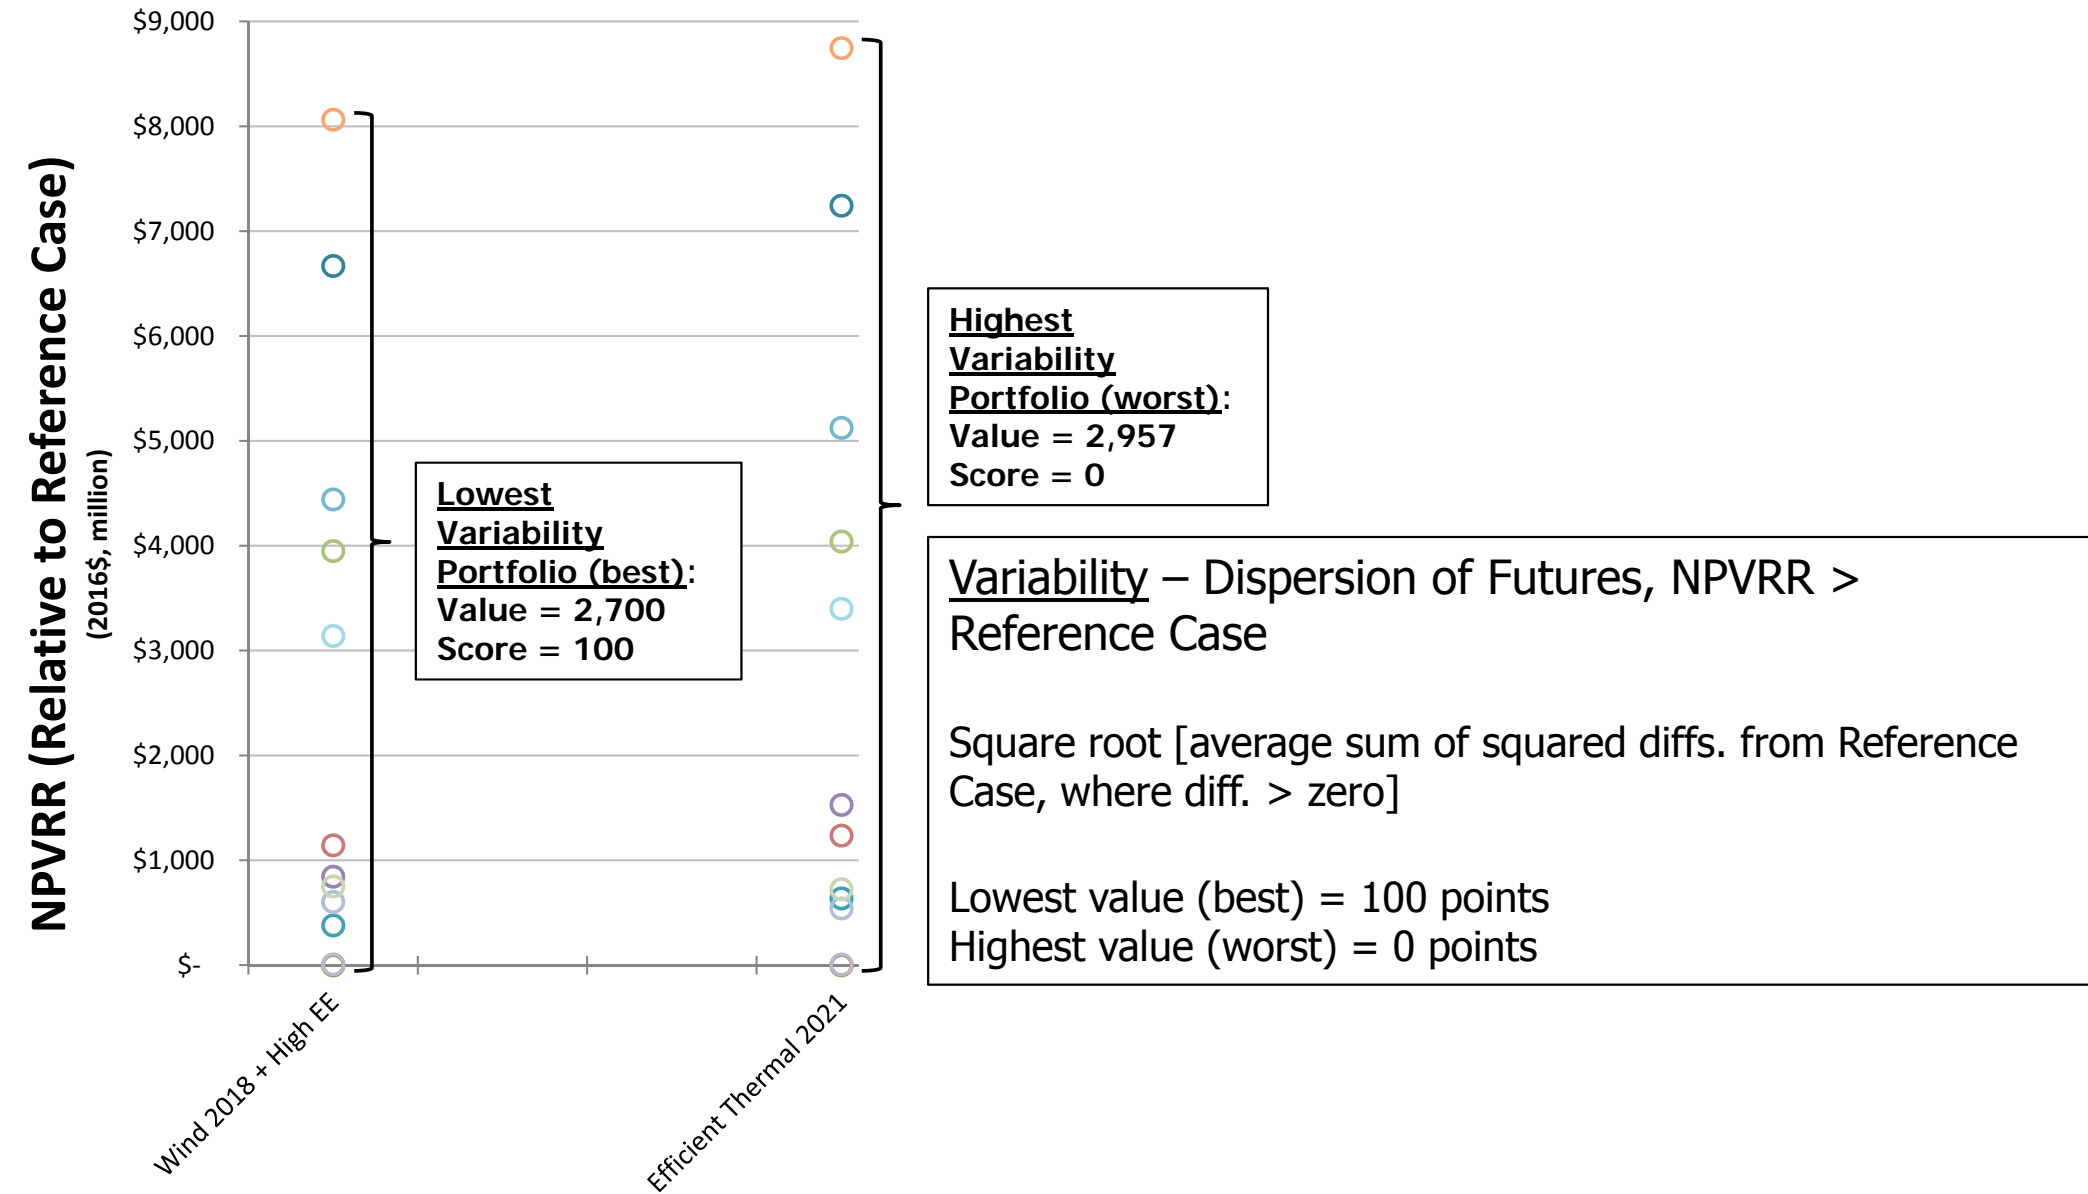 NPVRR (Relative to Reference Case)
(2016$, million)
$9,000
$8,000
$7,000
$6,000
$5,000
$4,000
$3,000
$2,000
$1,000
$-
Wind 2018 + High EE
Efficient Thermal 2021
Lowest
Variability
Portfolio (best):
Value = 2,700
Score = 100
Highest
Variability
Portfolio (worst):
Value = 2,957
Score = 0
Variability – Dispersion of Futures, NPVRR >
Reference Case
Square root [average sum of squared diffs. from Reference
Case, where diff. > zero]
Lowest value (best) = 100 points
Highest value (worst) = 0 points